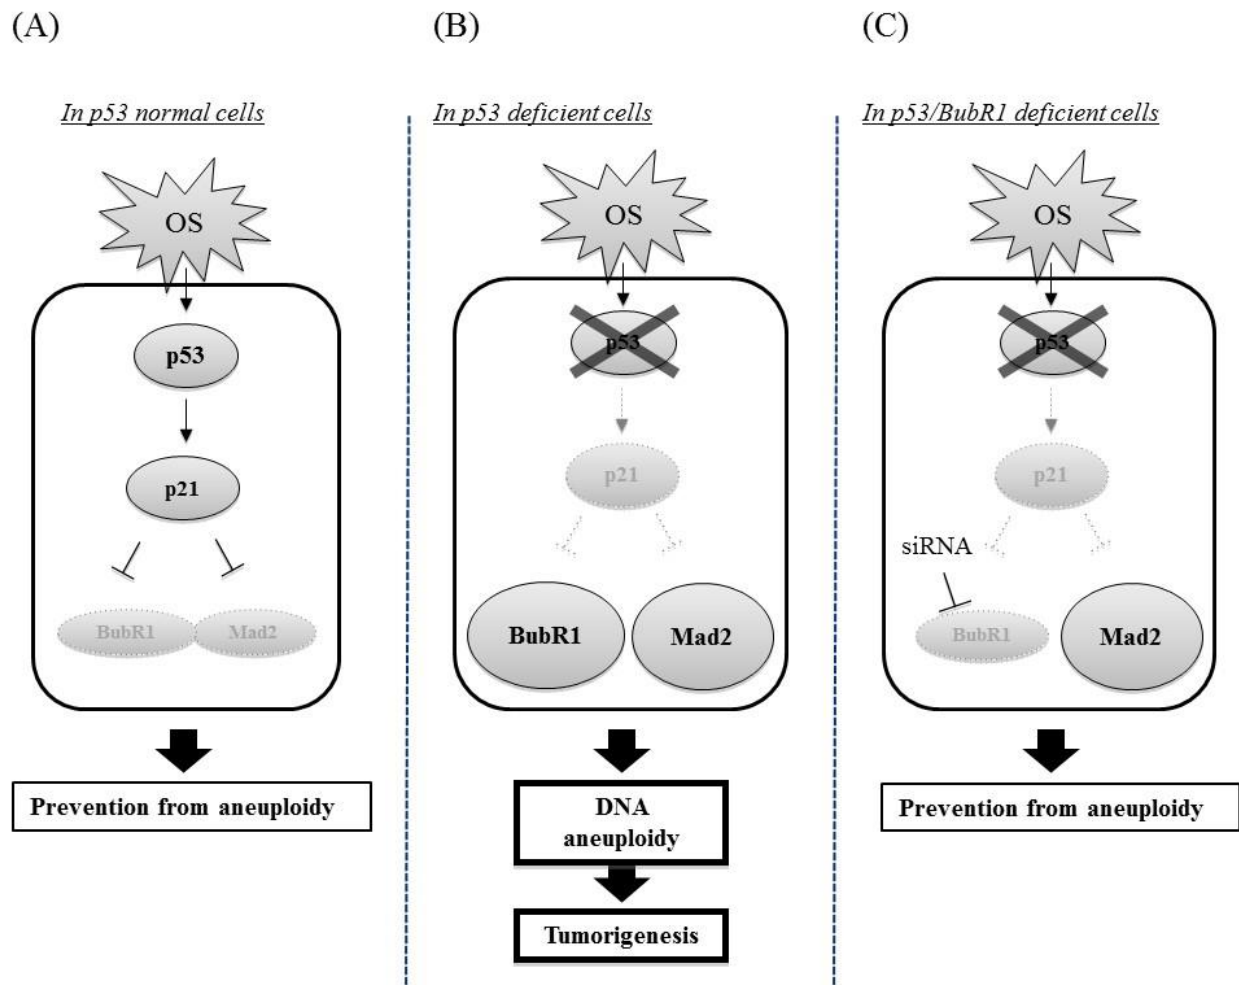 (A)
In p53 normal cells
OS
p53
p21
BubR1
Mad2
Prevention from aneuploidy
(B)
In p53 deficient cells
OS
p53
p21
BubR1
Mad2
DNA
aneuploidy
Tumorigenesis
(C)
In p53/BubR1 deficient cells
OS
p53
p21
siRNA
BubR1
Mad2
Prevention from aneuploidy